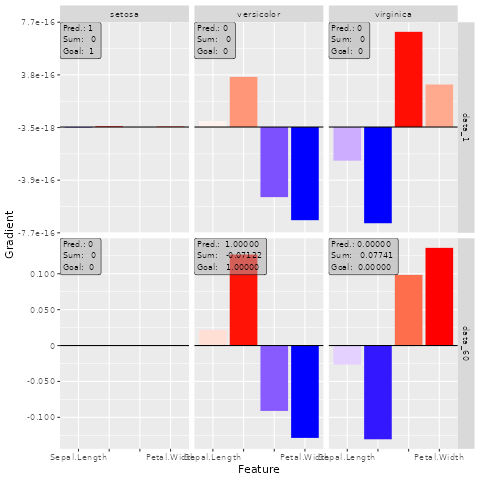 setosa
versicolor
virginica
Gradient
7.7e-16
3.8e-16
-3.5e-18
-3.9e-16
-7.7e-16
Pred.: 1
Sum: 0
Goal: 1
Pred.: 0
Sum: 0
Goal: 0
Pred.: 0
Sum: 0
Goal: 0
data_1
0.100
0.050
0
-0.050
-0.100
Pred.: 0
Sum: 0
Goal: 0
Pred.: 1.00000
Sum: -0.07122
Goal: 1.00000
Pred.: 0.00000
Sum: 0.07741
Goal: 0.00000
data_60
Sepal.Length
Petal.Width
Sepal.Length
Petal.Width
Sepal.Length
Petal.Width
Feature